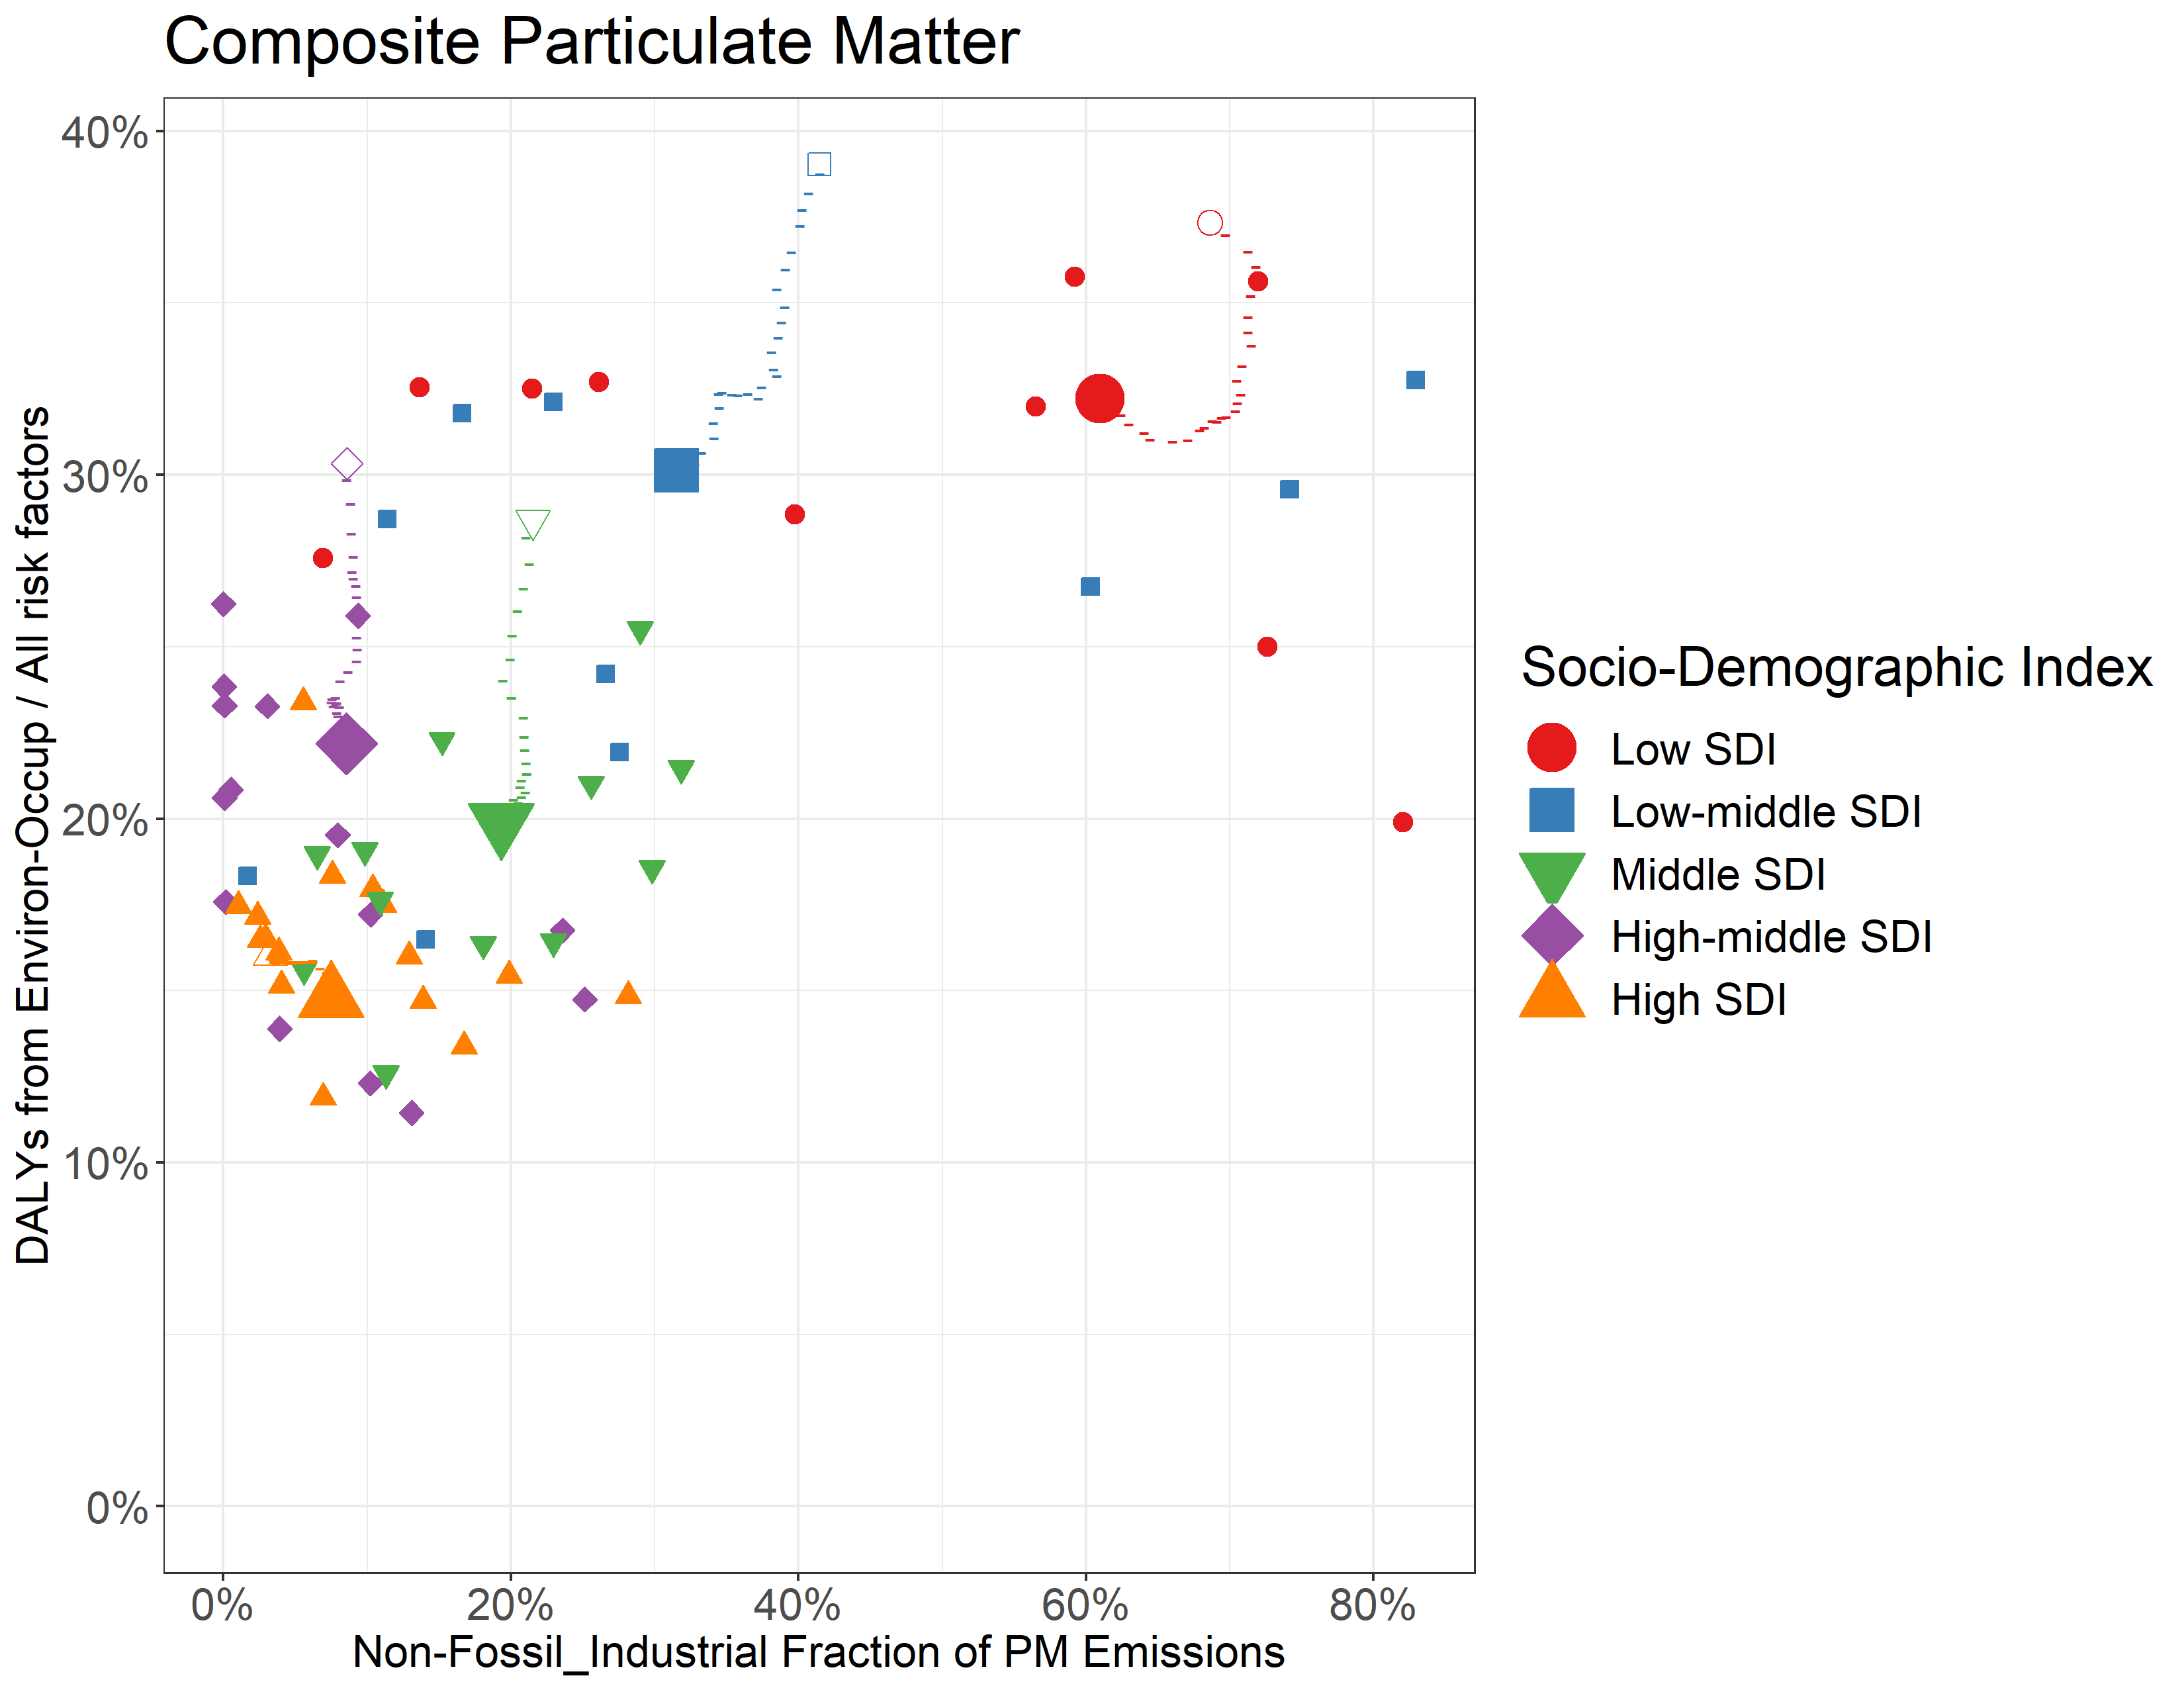 Composite Particulate Matter
DALYs from Environ-Occup / All risk factors
40%
30%
20%
10%
0%
0%
20%
40%
60%
80%
Non-Fossil_Industrial Fraction of PM Emissions
Socio-Demographic Index
Low SDI
Low-middle SDI
Middle SDI
High-middle SDI
High SDI